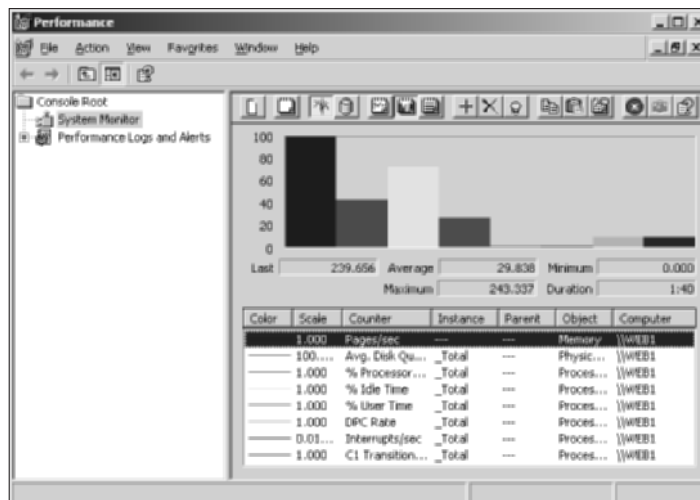 Performance
File Action View Favorites Window Help
Console Root
System Monitor
Performance Logs and Alerts
100
80
60
40
20
0
Last 239.656 Average 29.838 Minimum 0.000
Maximum 243.337 Duration 1:40
Color Scale Counter Instance Parent Object Computer
1.000 Pages/sec --- --- Memory \\WEB1
100.... Avg. Disk Qu... _Total --- Physic... \\WEB1
1.000 % Processor... _Total --- Proces... \\WEB1
1.000 % Idle Time _Total --- Proces... \\WEB1
1.000 % User Time _Total --- Proces... \\WEB1
1.000 DPC Rate _Total --- Proces... \\WEB1
0.01... Interrupts/sec _Total --- Proces... \\WEB1
1.000 C1 Transition... _Total --- Proces... \\WEB1